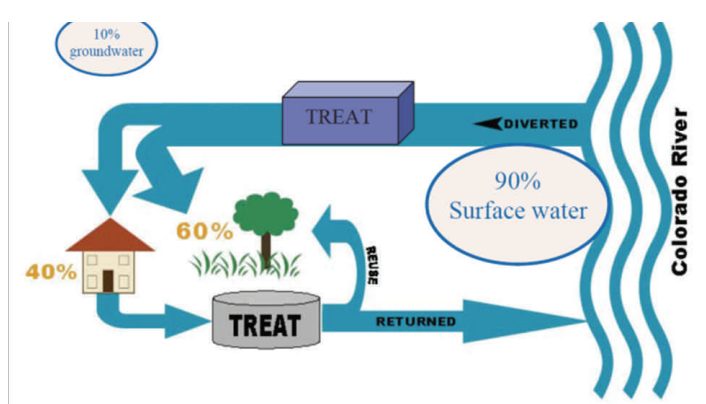 10%
groundwater
TREAT
DIVERTED
90%
Surface water
Colorado River
60%
40%
REUSE
TREAT
RETURNED